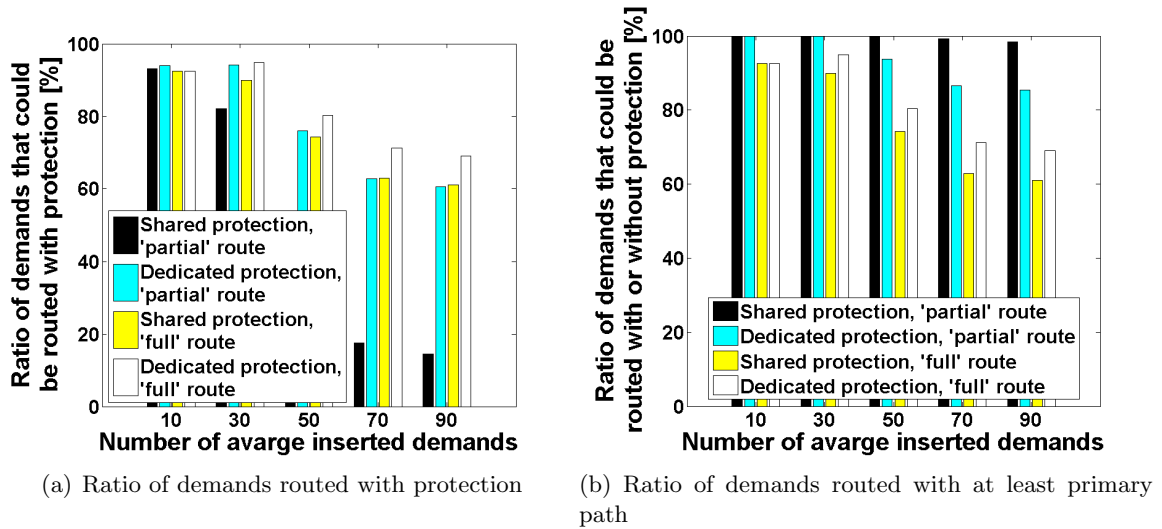 Ratio of demands that could
be routed with protection [%]
100
80
60
40
20
0
Shared protection,
'partial' route
Dedicated protection,
'partial' route
Shared protection,
'full' route
Dedicated protection,
'full' route
10 30 50 70 90
Number of avarge inserted demands
(a) Ratio of demands routed with protection
Ratio of demands that could be
routed with or without protection [%]
100
80
60
40
20
0
Shared protection, 'partial' route
Dedicated protection, 'partial' route
Shared protection, 'full' route
Dedicated protection, 'full' route
10 30 50 70 90
Number of avarge inserted demands
(b) Ratio of demands routed with at least primary
path